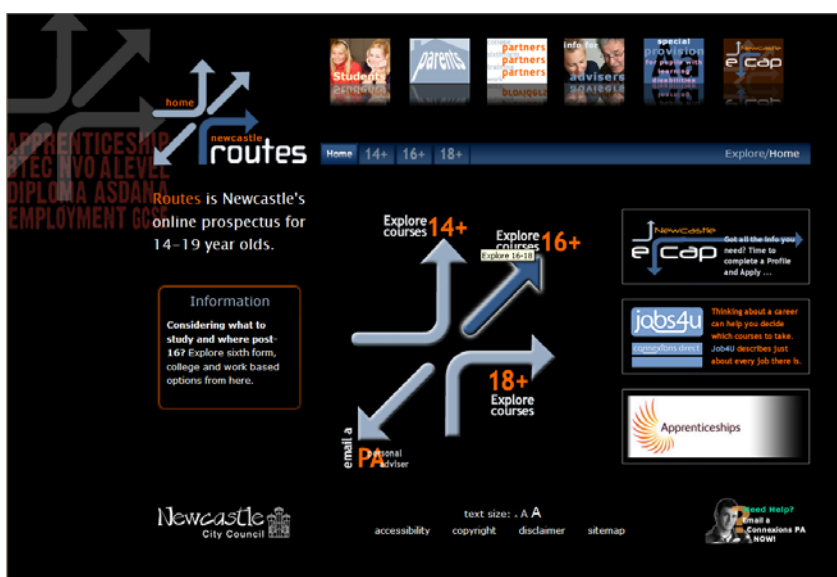 Students
parents
partners
partners
partners
info for
advisers
special
provision
for pupils with
learning
disabilities
Newcastle
e cap
home
newcastle
routes
APPRENTICESHIP
BTEC NVQ ALEVEL
DIPLOMA ASDANA
EMPLOYMENT GCSE
Home 14+ 16+ 18+
Explore/Home
Routes is Newcastle's
online prospectus for
14–19 year olds.
Information
Considering what to
study and where post-
16? Explore sixth form,
college and work based
options from here.
Explore
courses 14+
Explore
courses 16+
Explore 16-18
18+
Explore
courses
email a
PA personal
adviser
Newcastle
e cap
Got all the info you
need? Time to
complete a Profile
and Apply ...
jobs4u
connexions direct
Thinking about a career
can help you decide
which courses to take.
Job4U describes just
about every job there is.
Apprenticeships
Newcastle
City Council
text size: . A A
accessibility copyright disclaimer sitemap
Need Help?
Email a
Connexions PA
NOW!